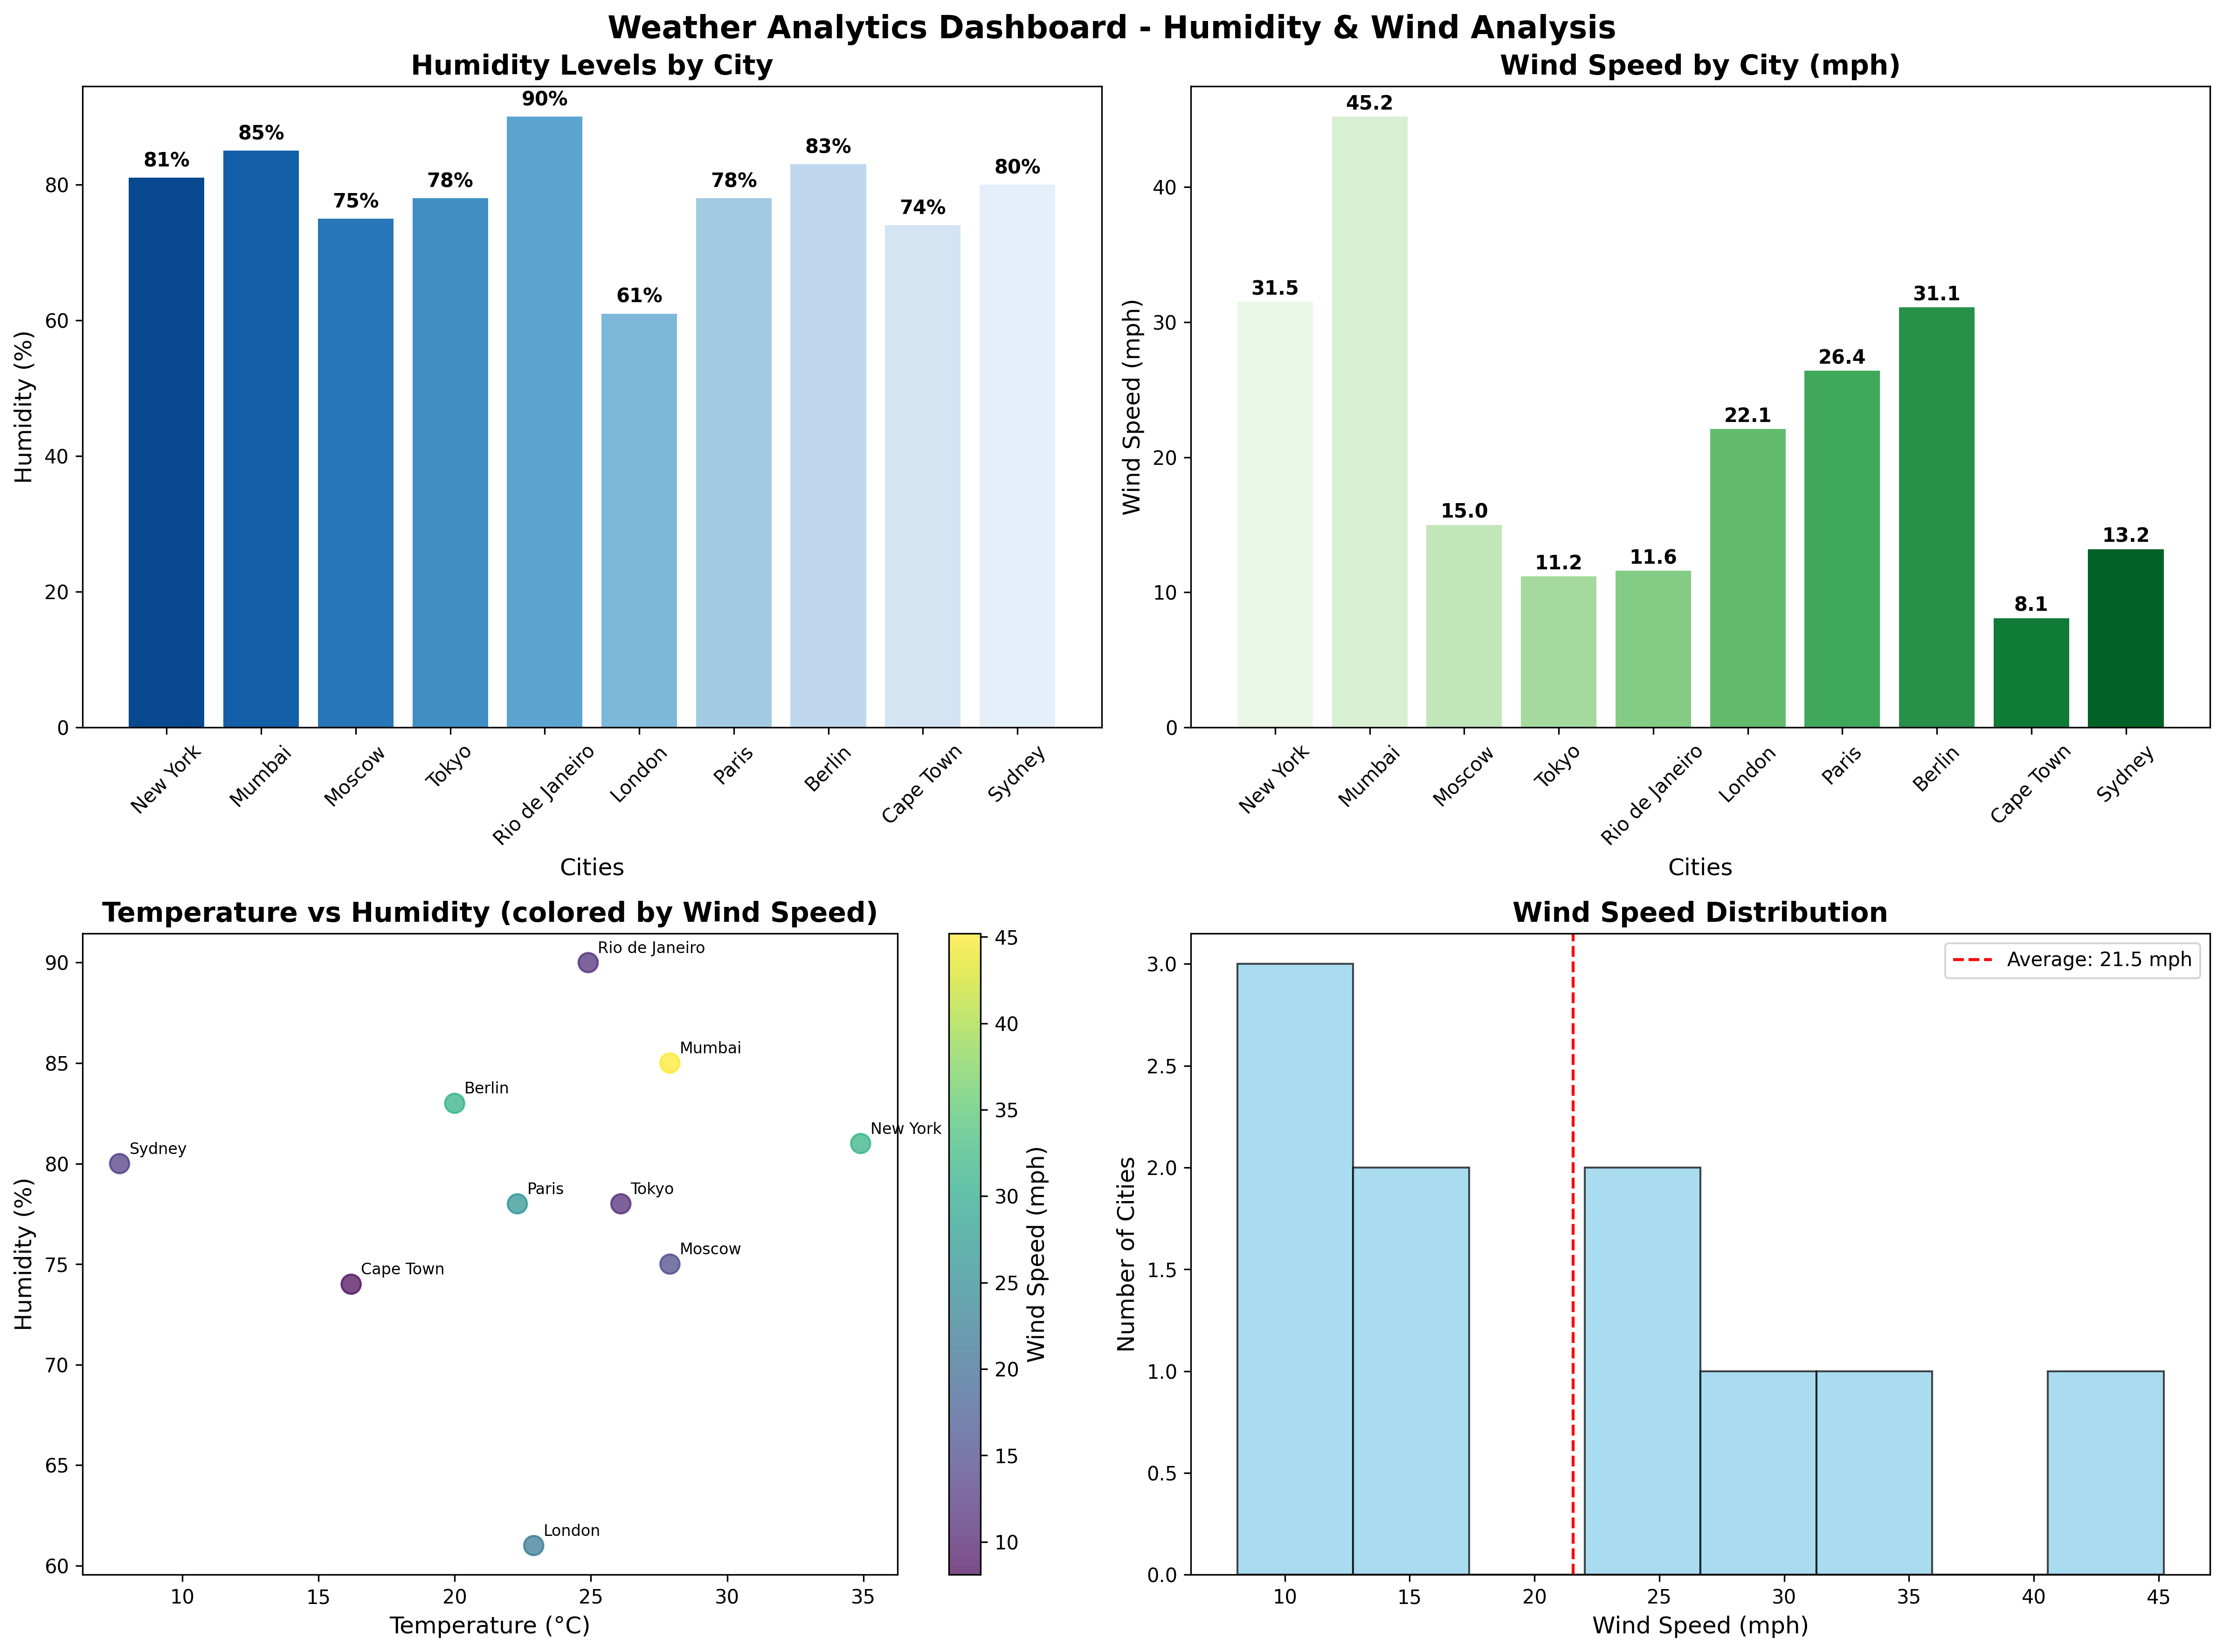 Weather Analytics Dashboard - Humidity & Wind Analysis
Humidity Levels by City
Humidity (%)
80
60
40
20
0
81%
85%
75%
78%
90%
61%
78%
83%
74%
80%
New York
Mumbai
Moscow
Tokyo
Rio de Janeiro
London
Paris
Berlin
Cape Town
Sydney
Cities
Wind Speed by City (mph)
Wind Speed (mph)
40
30
20
10
0
31.5
45.2
15.0
11.2
11.6
22.1
26.4
31.1
8.1
13.2
New York
Mumbai
Moscow
Tokyo
Rio de Janeiro
London
Paris
Berlin
Cape Town
Sydney
Cities
Temperature vs Humidity (colored by Wind Speed)
Humidity (%)
90
85
80
75
70
65
60
Rio de Janeiro
Mumbai
Berlin
New York
Sydney
Paris
Tokyo
Moscow
Cape Town
London
10
15
20
25
30
35
Temperature (°C)
45
40
35
30
25
20
15
10
Wind Speed (mph)
Wind Speed Distribution
Number of Cities
3.0
2.5
2.0
1.5
1.0
0.5
0.0
Average: 21.5 mph
10
15
20
25
30
35
40
45
Wind Speed (mph)